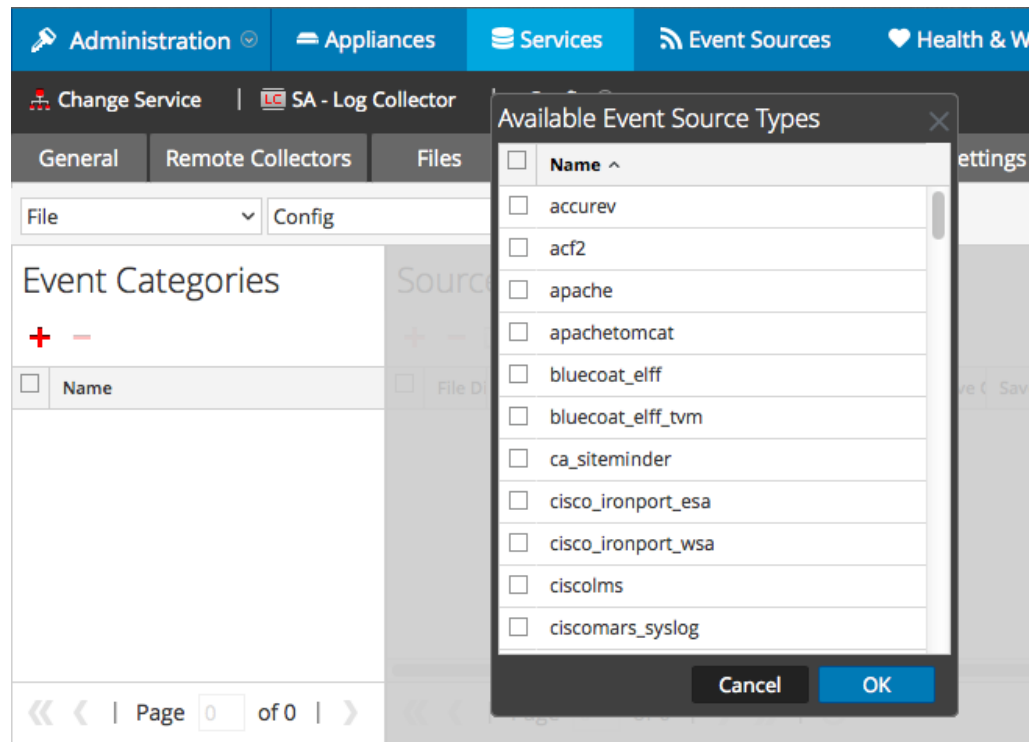 Administration Appliances Services Event Sources Health & W
Change Service | LC SA - Log Collector |
Available Event Source Types
General Remote Collectors Files ettings
Name
File Config
accurev
acf2
Event Categories Sourc
apache
apachetomcat
Name File D
bluecoat_elff
bluecoat_elff_tvm
ca_siteminder
cisco_ironport_esa
cisco_ironport_wsa
ciscolms
ciscomars_syslog
Cancel OK
| Page 0 of 0 |